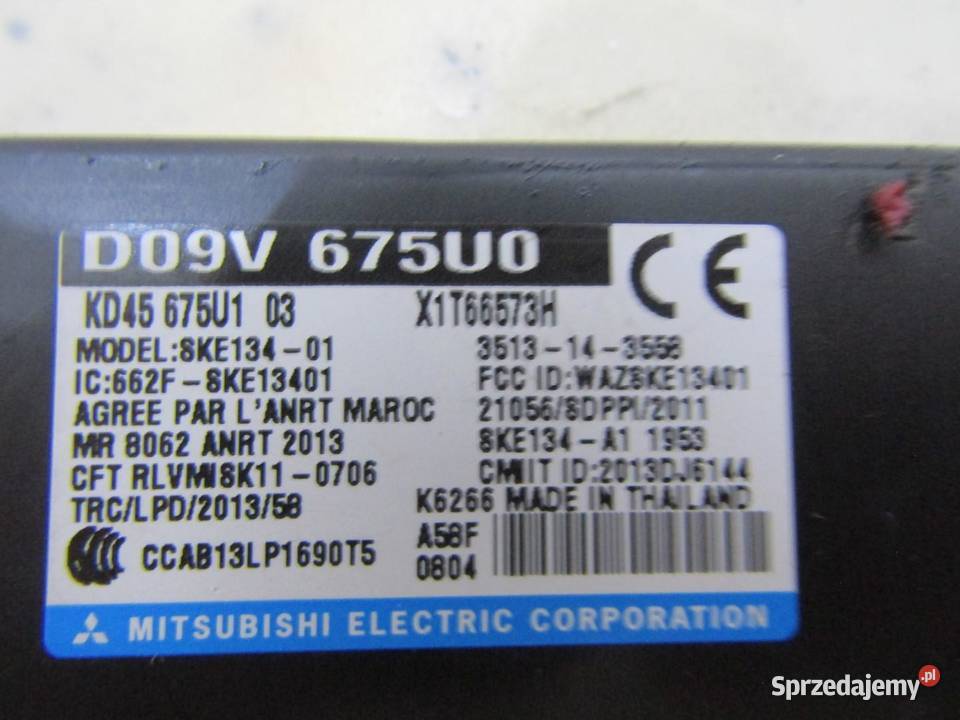 D09V 675U0 CE
KD45 675U1 03 X1T66573H
MODEL:SKE134-01 3513-14-3558
IC:662F-SKE13401 FCC ID:WAZSKE13401
AGREE PAR L'ANRT MAROC 21056/SDPPI/2011
MR 8062 ANRT 2013 SKE134-A1 1953
CFT RLVMISK11-0706 CMIIT ID:2013DJ6144
TRC/LPD/2013/58 K6266 MADE IN THAILAND
CCC CCAB13LP1690T5 A58F
0804
MITSUBISHI ELECTRIC CORPORATION
Sprzedajemy.pl